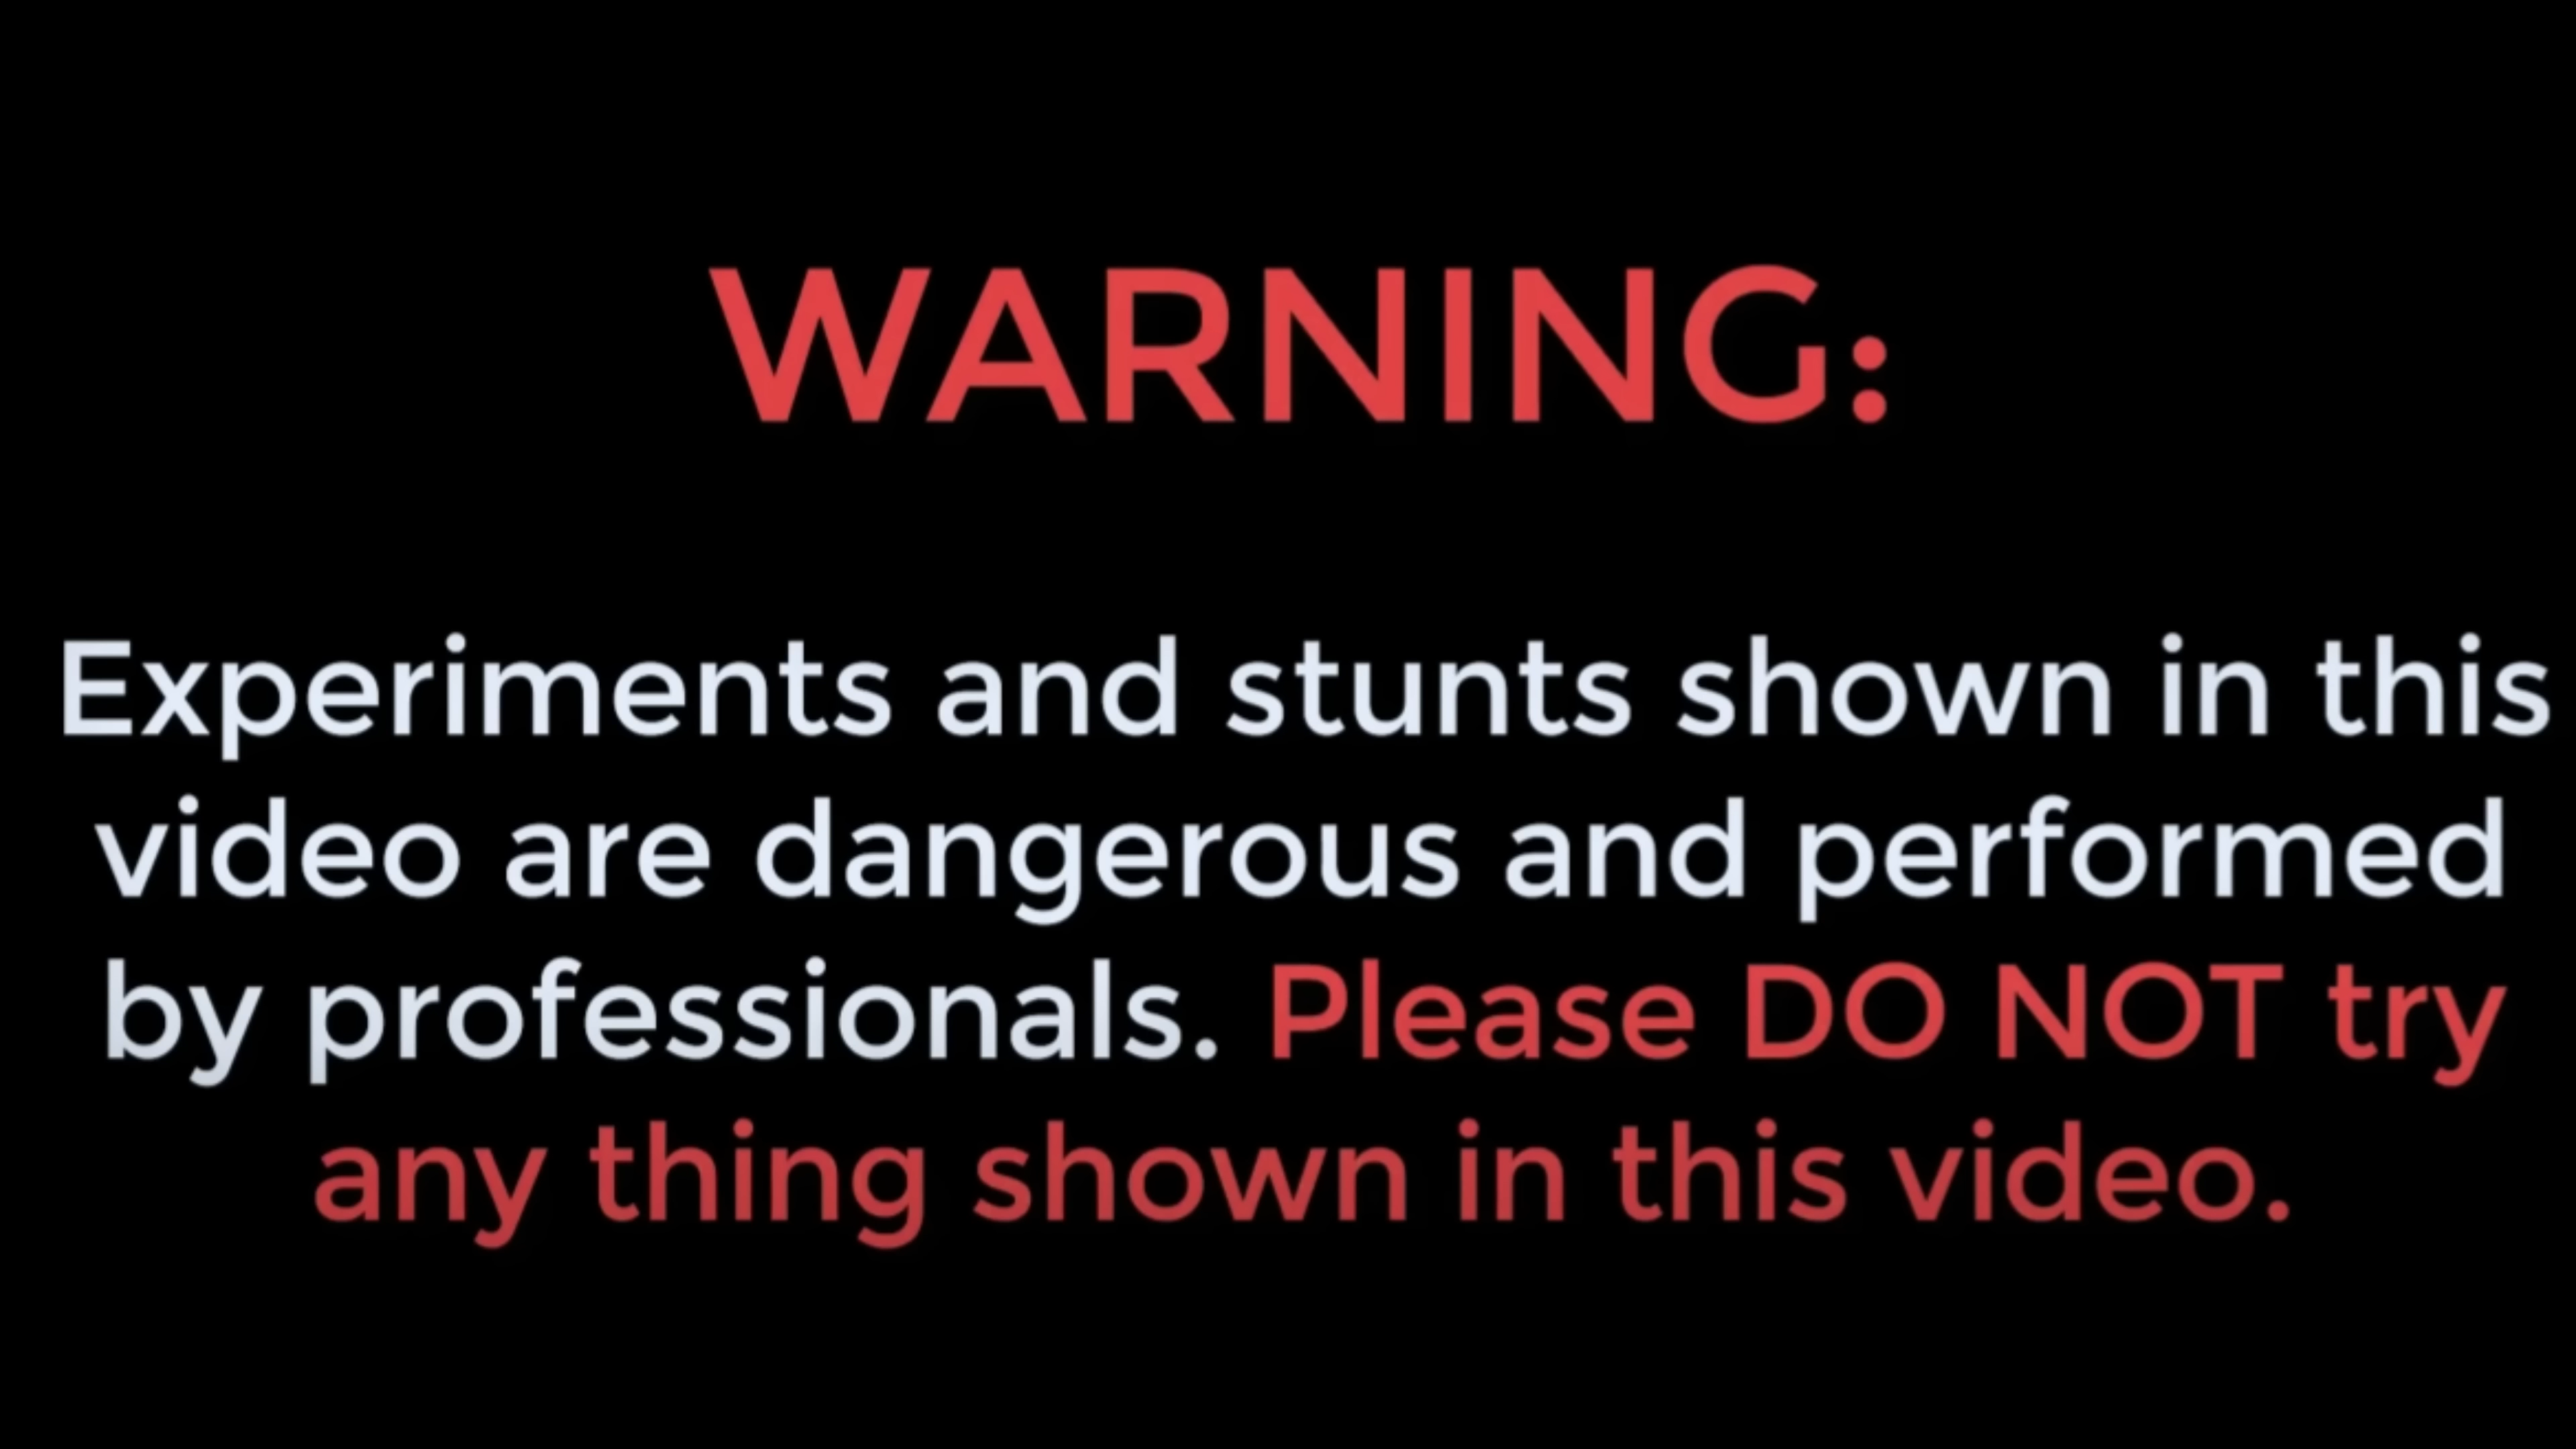 WARNING:
Experiments and stunts shown in this
video are dangerous and performed
by professionals. Please DO NOT try
any thing shown in this video.